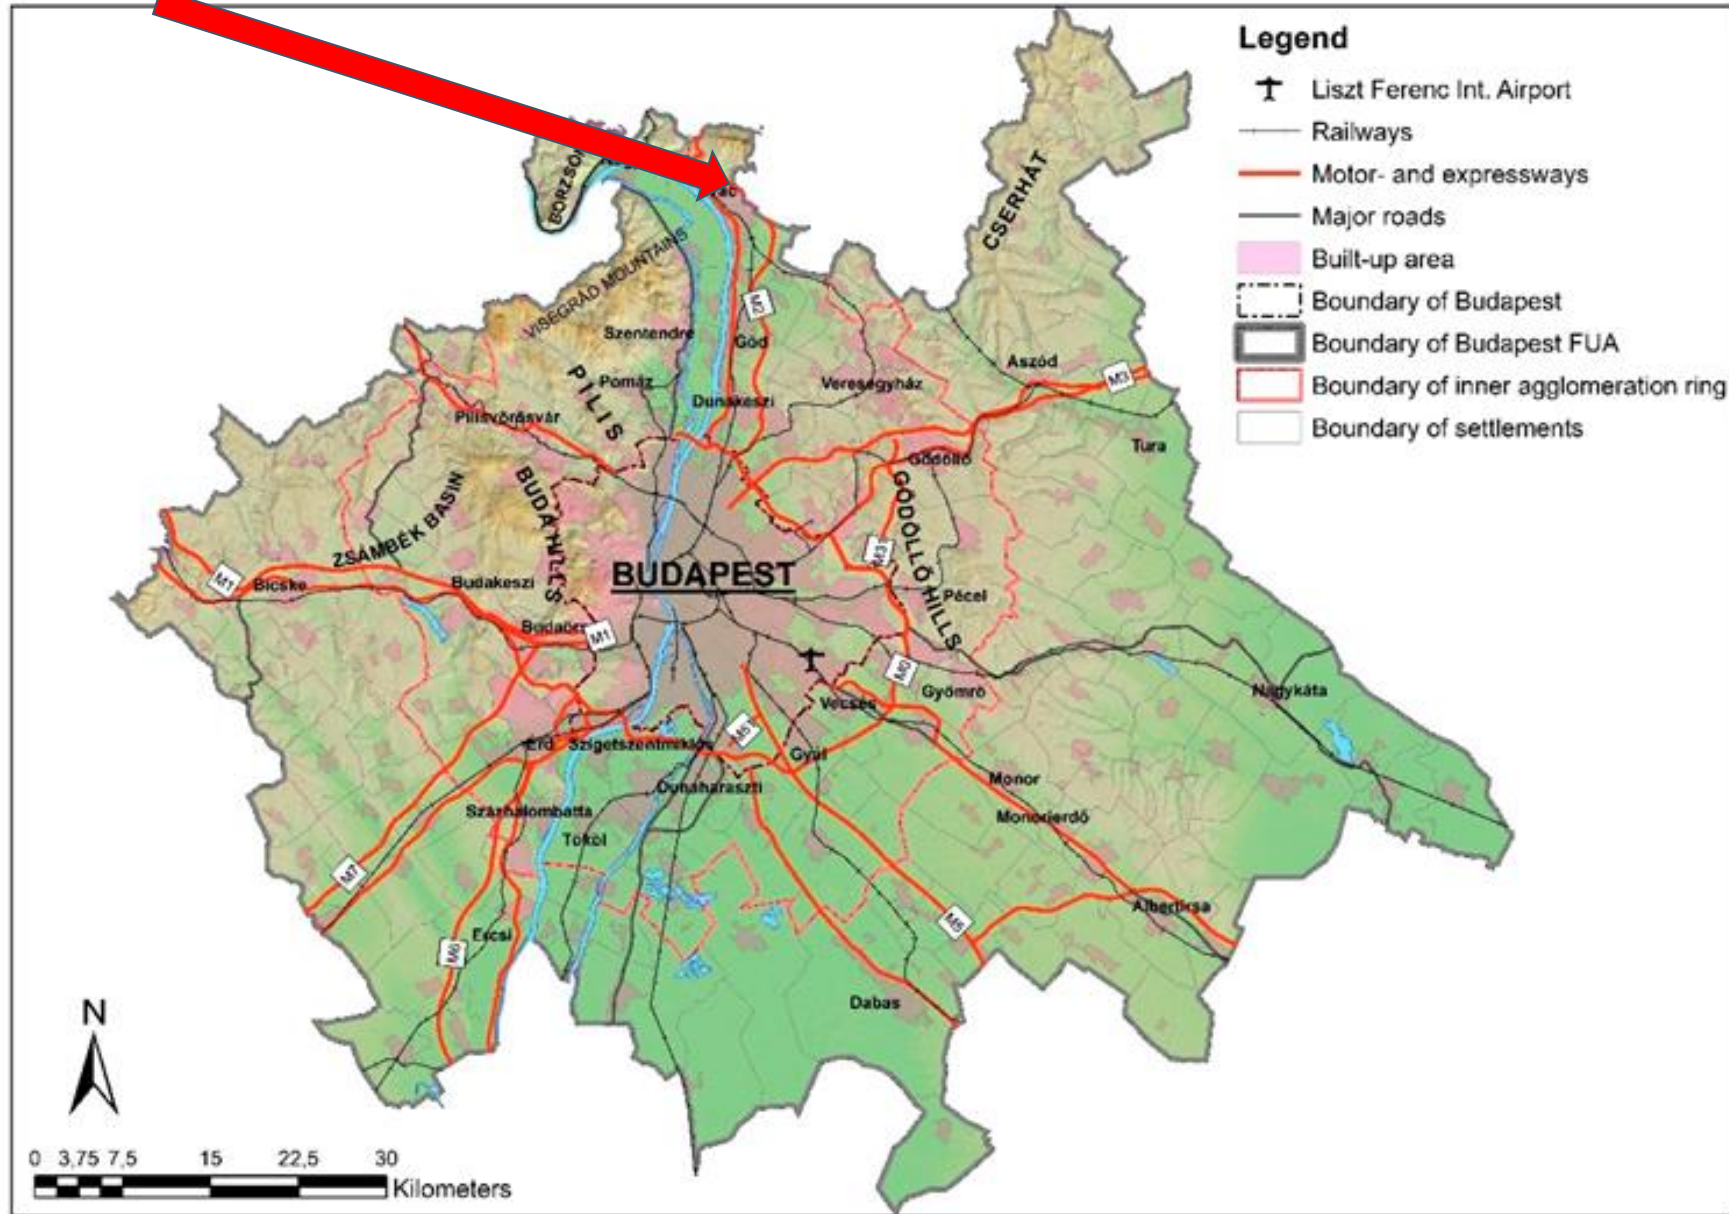 Legend
Liszt Ferenc Int. Airport
Railways
Motor- and expressways
Major roads
Built-up area
Boundary of Budapest
Boundary of Budapest FUA
Boundary of inner agglomeration ring
Boundary of settlements
CSERHÁT
VISEGRÁD MOUNTAINS
M2
Szentendre
Göd
Aszód
M3
PILIS
Pomáz
Veresegyház
Dunakeszi
Pilisvörösvár
Tura
Gödöllő
BUDA HILLS
ZSÁMBÉK BASIN
GÖDÖLLŐ HILLS
M31
BUDAPEST
M1
Bicske
Budakeszi
Pécel
M1
M0
Gyömrő
Nagykáta
Vecsés
M5
Érd
Szigetszentmiklós
Gyál
Monor
Dunaharaszti
Százhalombatta
Monorierdő
Tököl
M7
Albertirsa
M5
Ercsi
M6
Dabas
N
0 3,75 7,5 15 22,5 30
Kilometers